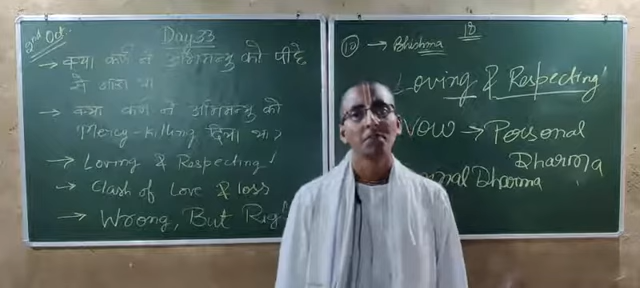 2nd Oct.
Day 33
→ क्या कर्ण ने अभिमन्यु को पीछे
से मारा था
→ क्या कर्ण ने अभिमन्यु को
Mercy-killing दिया था?
→ Loving & Respecting!
→ Clash of Love & loss
→ Wrong, But Right
18
(10) → Bhishma
Loving & Respecting!
VOW → Personal
Dharma
Dharma